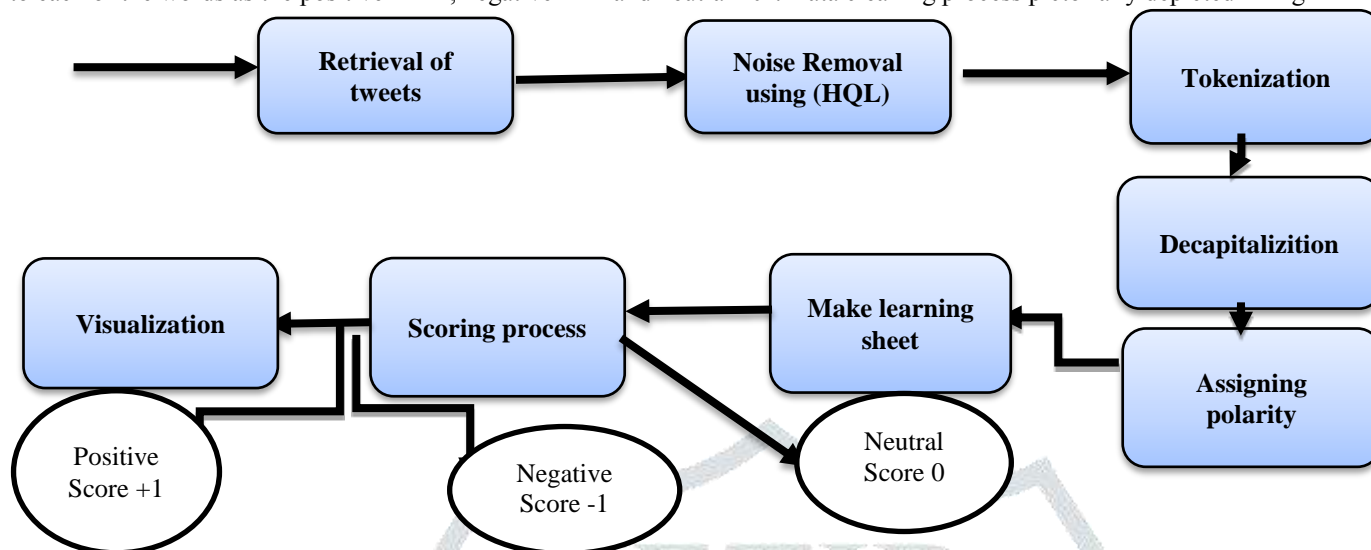 Retrieval of
tweets
Noise Removal
using (HQL)
Tokenization
Decapitalizition
Assigning
polarity
Make learning
sheet
Scoring process
Visualization
Positive
Score +1
Negative
Score -1
Neutral
Score 0